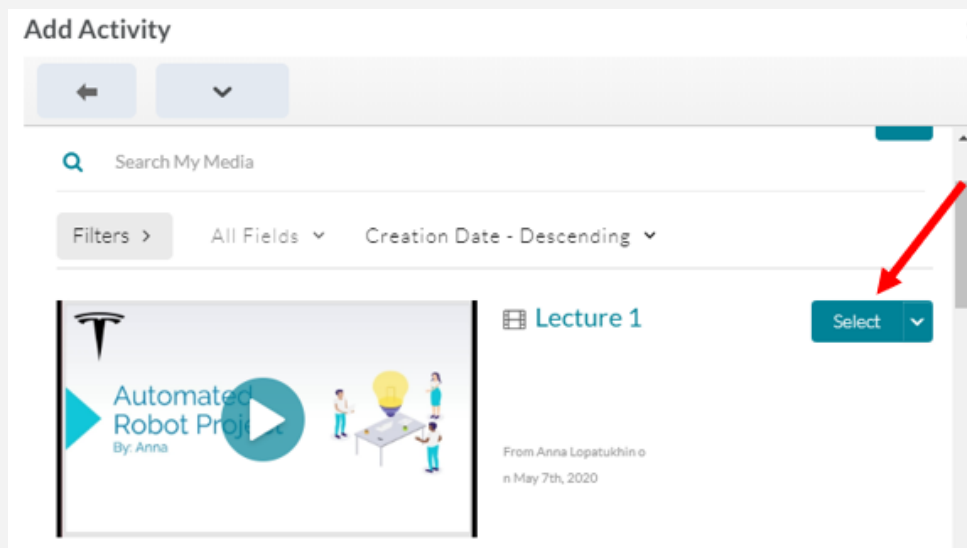 Add Activity
Search My Media
Filters >
All Fields
Creation Date - Descending
Lecture 1
Select
Automated
Robot Project
By: Anna
From Anna Lopatukhin o
n May 7th, 2020